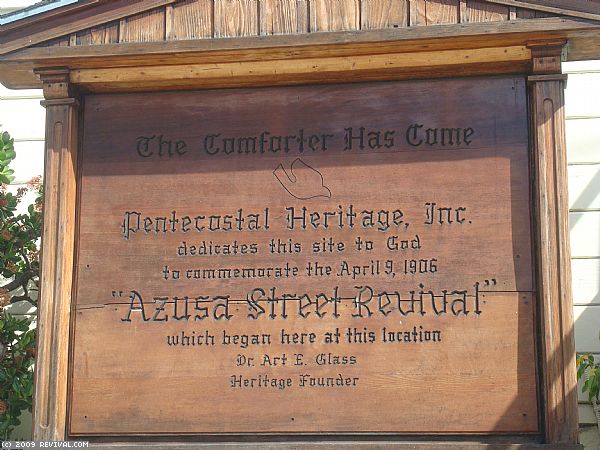 The Comforter Has Come
Pentecostal Heritage, Inc.
dedicates this site to God
to commemorate the April 9, 1906
"Azusa Street Revival"
which began here at this location
Dr. Art E. Glass
Heritage Founder
(c) 2009 REVIVAL.COM